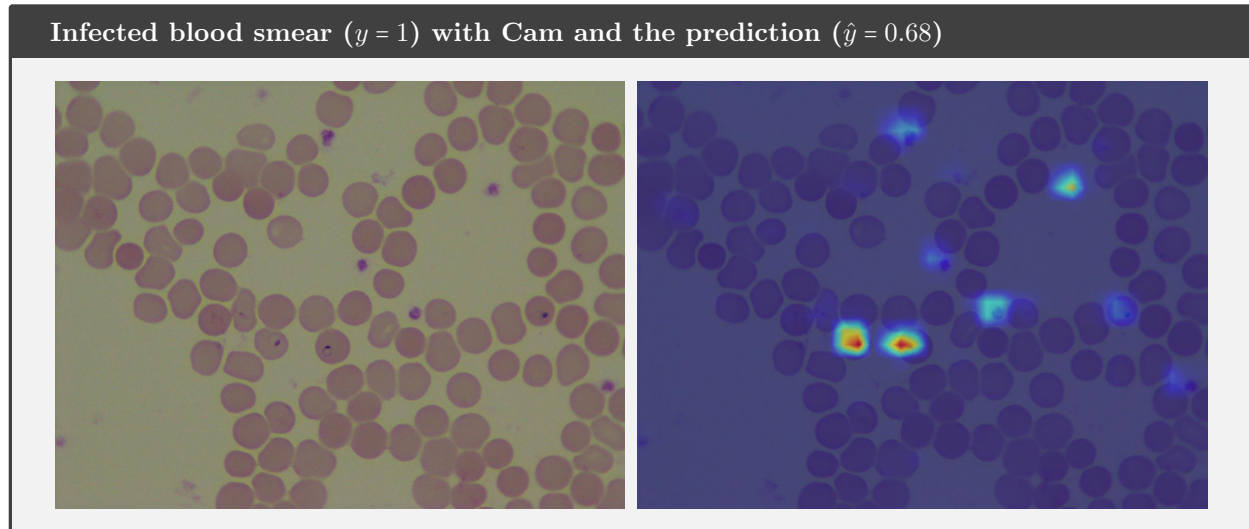 Infected blood smear (y = 1) with Cam and the prediction (ŷ = 0.68)